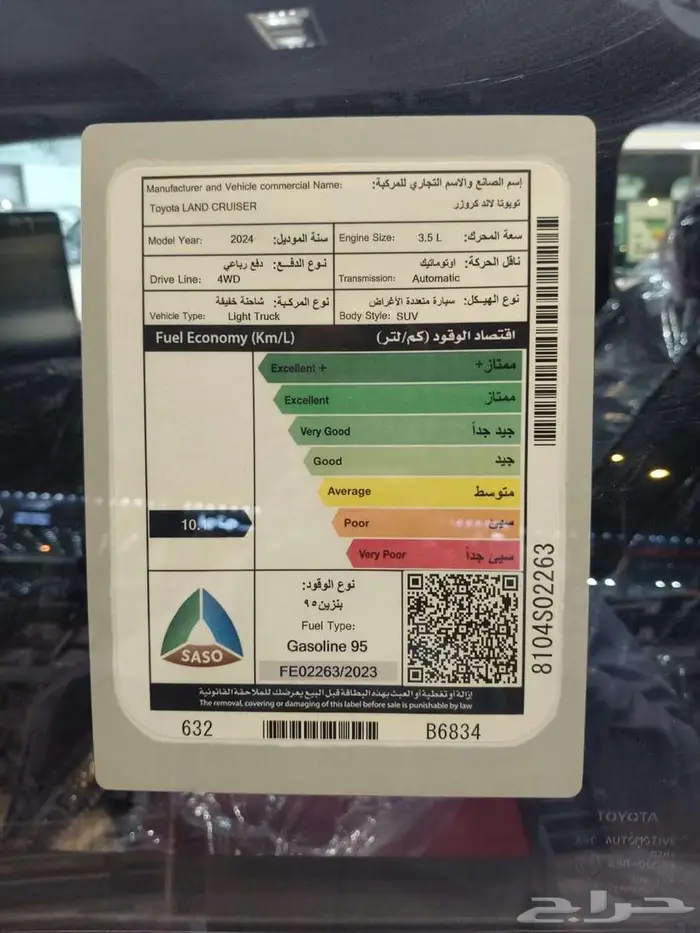 Manufacturer and Vehicle commercial Name: إسم الصانع والاسم التجاري للمركبة:
Toyota LAND CRUISER تويوتا لاند كروزر
Model Year: 2024 سنة الموديل: Engine Size: 3.5 L سعة المحرك:
نوع الدفـع: دفع رباعي ناقل الحركة: اوتوماتيك
Drive Line: 4WD Transmission: Automatic
نوع المركبة: شاحنة خفيفة نوع الهيكل: سيارة متعددة الأغراض
Vehicle Type: Light Truck Body Style: SUV
Fuel Economy (Km/L) اقتصاد الوقود (كم/لتر)
Excellent + ممتاز+
Excellent ممتاز
Very Good جيد جداً
Good جيد
Average متوسط
Poor سيئ
Very Poor سيئ جداً
نوع الوقود:
بنزين ٩٥
Fuel Type:
Gasoline 95
FE02263/2023
SASO
8104S02263
إزالة أو تغطية أو العبث بهذه البطاقة قبل البيع يعرضك للملاحقة القانونية
The removal, covering or damaging of this label before sale is punishable by law
632 B6834
TOYOTA
حراج